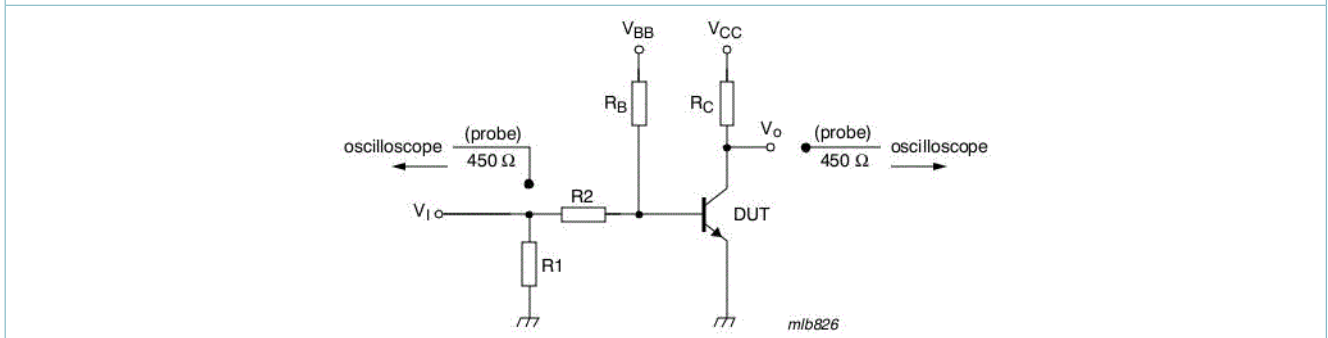 VBB
VCC
RB
RC
Vo
(probe)
oscilloscope
450 Ω
(probe)
450 Ω
oscilloscope
R2
VI
DUT
R1
mlb826